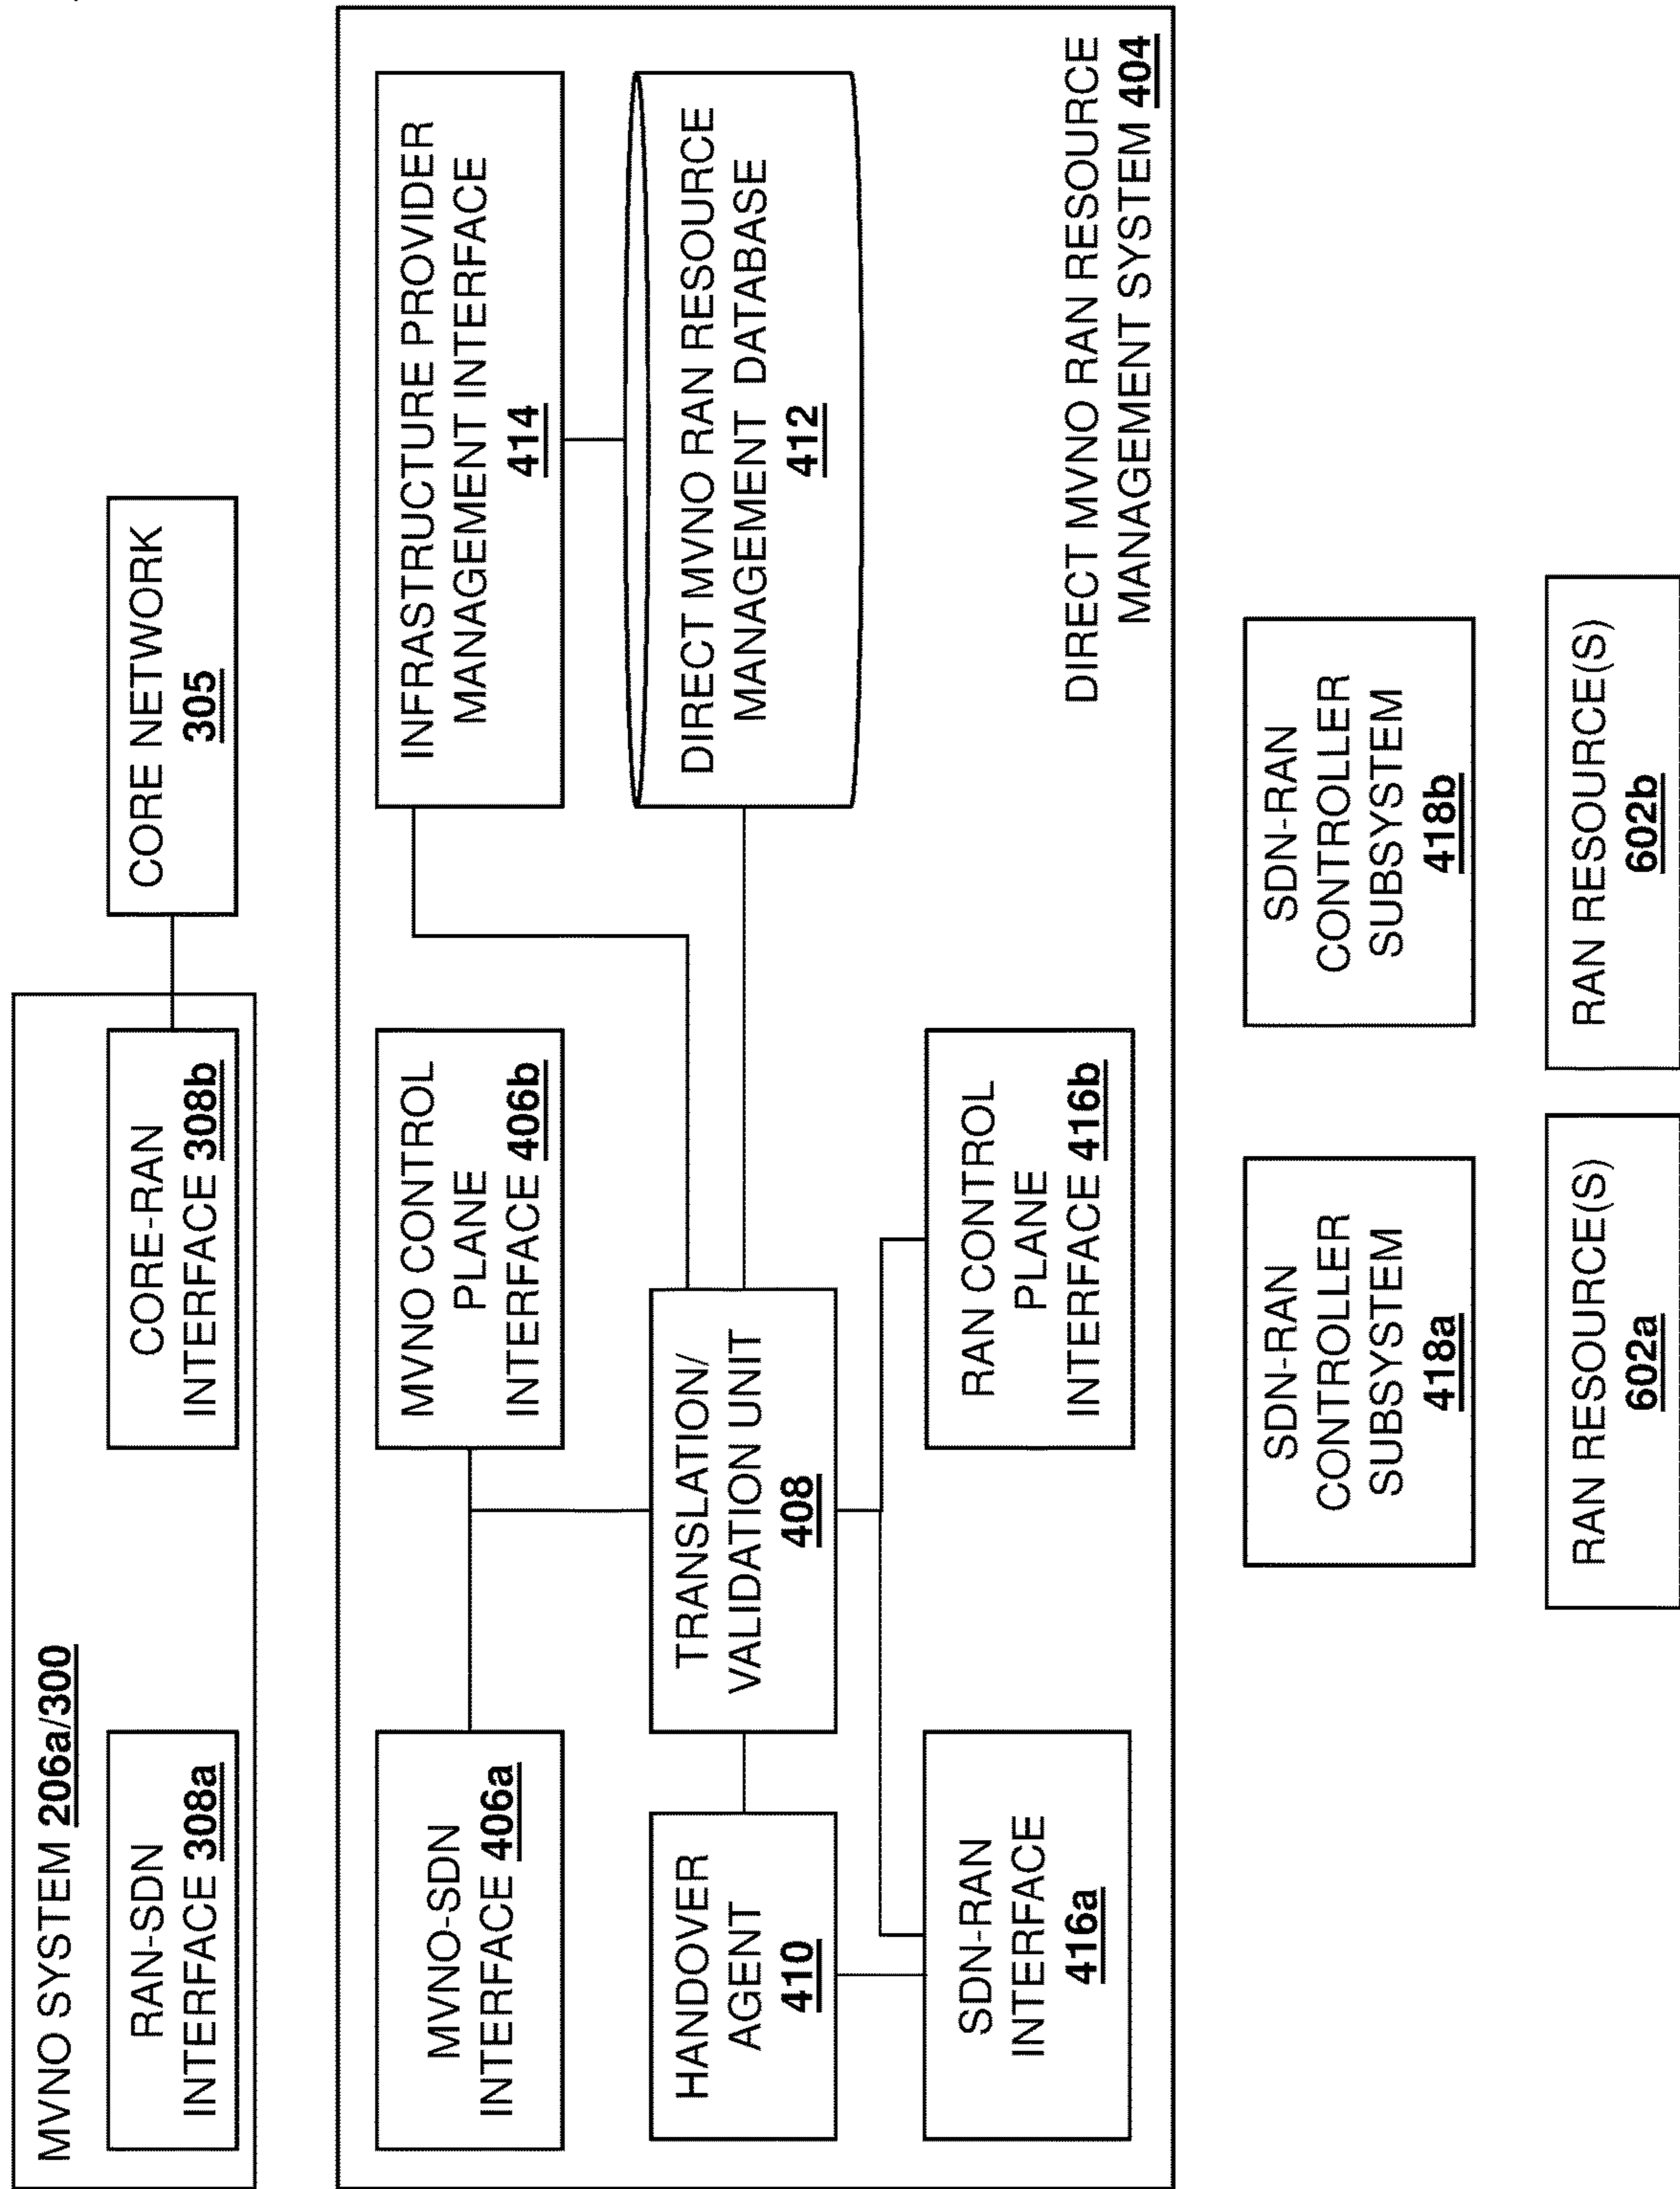 MVNO SYSTEM 206a/300
RAN-SDN
INTERFACE 308a
CORE-RAN
INTERFACE 308b
CORE NETWORK
305
MVNO-SDN
INTERFACE 406a
MVNO CONTROL
PLANE
INTERFACE 406b
INFRASTRUCTURE PROVIDER
MANAGEMENT INTERFACE
414
HANDOVER
AGENT
410
TRANSLATION/
VALIDATION UNIT
408
DIRECT MVNO RAN RESOURCE
MANAGEMENT DATABASE
412
SDN-RAN
INTERFACE
416a
RAN CONTROL
PLANE
INTERFACE 416b
DIRECT MVNO RAN RESOURCE
MANAGEMENT SYSTEM 404
SDN-RAN
CONTROLLER
SUBSYSTEM
418a
SDN-RAN
CONTROLLER
SUBSYSTEM
418b
RAN RESOURCE(S)
602a
RAN RESOURCE(S)
602b